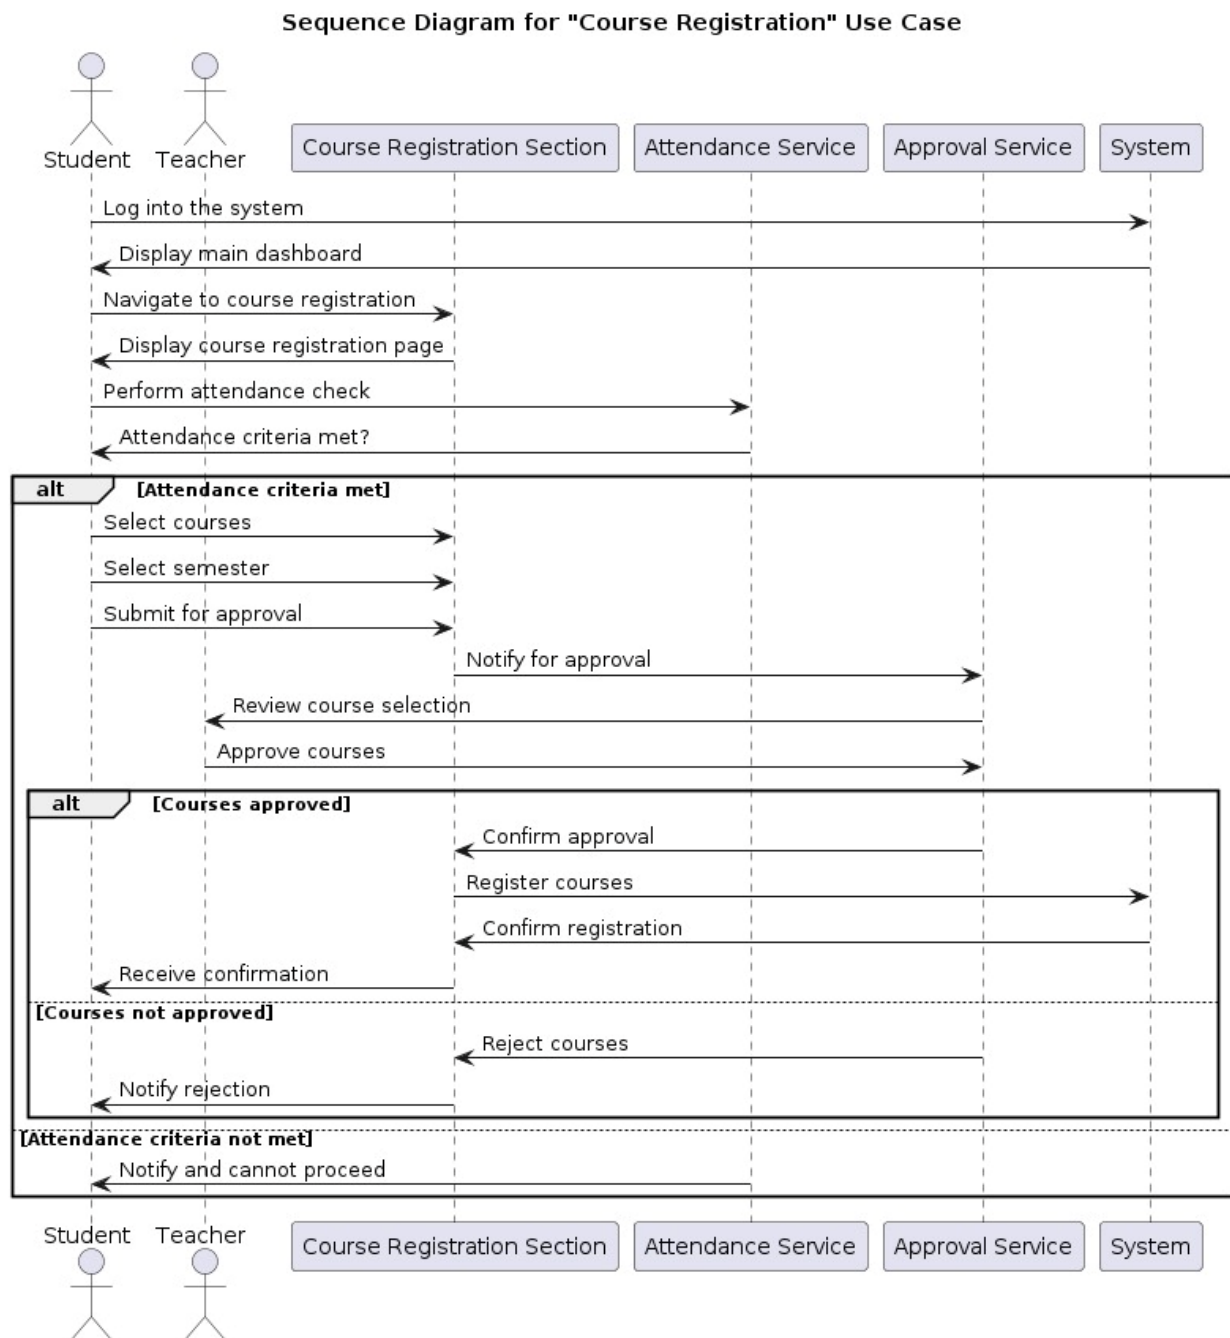 Sequence Diagram for "Course Registration" Use Case
Student Teacher Course Registration Section Attendance Service Approval Service System
Log into the system
Display main dashboard
Navigate to course registration
Display course registration page
Perform attendance check
Attendance criteria met?
alt [Attendance criteria met]
Select courses
Select semester
Submit for approval
Notify for approval
Review course selection
Approve courses
alt [Courses approved]
Confirm approval
Register courses
Confirm registration
Receive confirmation
[Courses not approved]
Reject courses
Notify rejection
[Attendance criteria not met]
Notify and cannot proceed
Student Teacher Course Registration Section Attendance Service Approval Service System